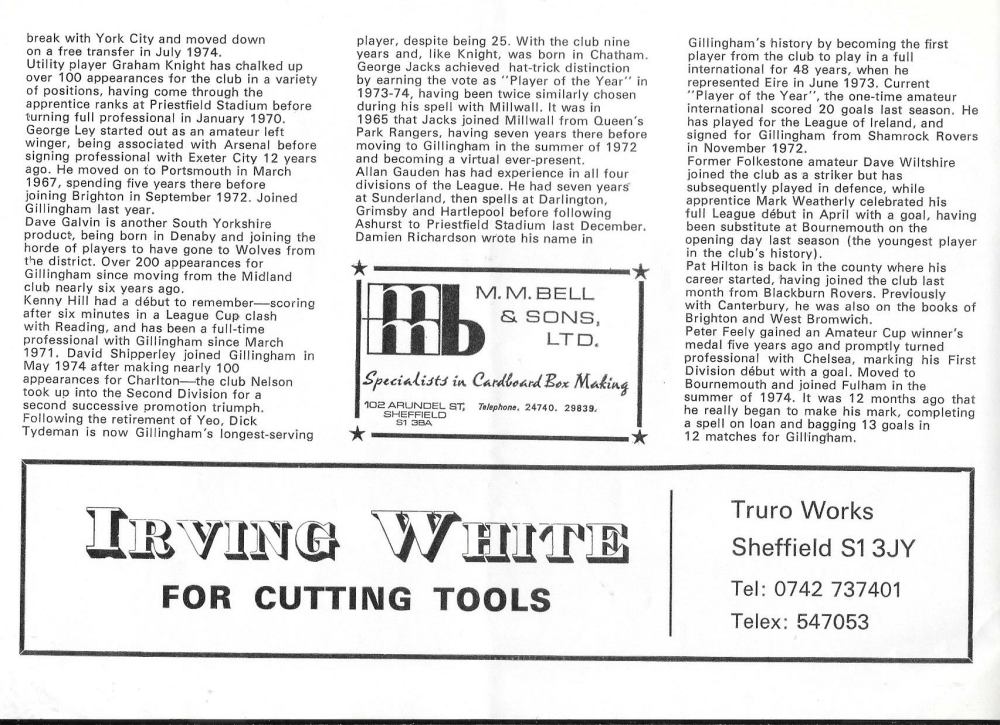 break with York City and moved down
on a free transfer in July 1974.
Utility player Graham Knight has chalked up
over 100 appearances for the club in a variety
of positions, having come through the
apprentice ranks at Priestfield Stadium before
turning full professional in January 1970.
George Ley started out as an amateur left
winger, being associated with Arsenal before
signing professional with Exeter City 12 years
ago. He moved on to Portsmouth in March
1967, spending five years there before
joining Brighton in September 1972. Joined
Gillingham last year.
Dave Galvin is another South Yorkshire
product, being born in Denaby and joining the
horde of players to have gone to Wolves from
the district. Over 200 appearances for
Gillingham since moving from the Midland
club nearly six years ago.
Kenny Hill had a début to remember—scoring
after six minutes in a League Cup clash
with Reading, and has been a full-time
professional with Gillingham since March
1971. David Shipperley joined Gillingham in
May 1974 after making nearly 100
appearances for Charlton—the club Nelson
took up into the Second Division for a
second successive promotion triumph.
Following the retirement of Yeo, Dick
Tydeman is now Gillingham's longest-serving
player, despite being 25. With the club nine
years and, like Knight, was born in Chatham.
George Jacks achieved hat-trick distinction
by earning the vote as "Player of the Year" in
1973-74, having been twice similarly chosen
during his spell with Millwall. It was in
1965 that Jacks joined Millwall from Queen's
Park Rangers, having seven years there before
moving to Gillingham in the summer of 1972
and becoming a virtual ever-present.
Allan Gauden has had experience in all four
divisions of the League. He had seven years
at Sunderland, then spells at Darlington,
Grimsby and Hartlepool before following
Ashurst to Priestfield Stadium last December.
Damien Richardson wrote his name in
mmb
M. M. BELL
& SONS,
LTD.
Specialists in Cardboard Box Making
102 ARUNDEL ST, Telephone. 24740. 29839.
SHEFFIELD
S1 3BA
Gillingham's history by becoming the first
player from the club to play in a full
international for 48 years, when he
represented Eire in June 1973. Current
"Player of the Year", the one-time amateur
international scored 20 goals last season. He
has played for the League of Ireland, and
signed for Gillingham from Shamrock Rovers
in November 1972.
Former Folkestone amateur Dave Wiltshire
joined the club as a striker but has
subsequently played in defence, while
apprentice Mark Weatherly celebrated his
full League début in April with a goal, having
been substitute at Bournemouth on the
opening day last season (the youngest player
in the club's history).
Pat Hilton is back in the county where his
career started, having joined the club last
month from Blackburn Rovers. Previously
with Canterbury, he was also on the books of
Brighton and West Bromwich.
Peter Feely gained an Amateur Cup winner's
medal five years ago and promptly turned
professional with Chelsea, marking his First
Division début with a goal. Moved to
Bournemouth and joined Fulham in the
summer of 1974. It was 12 months ago that
he really began to make his mark, completing
a spell on loan and bagging 13 goals in
12 matches for Gillingham.
IRVING WHITE
FOR CUTTING TOOLS
Truro Works
Sheffield S1 3JY
Tel: 0742 737401
Telex: 547053